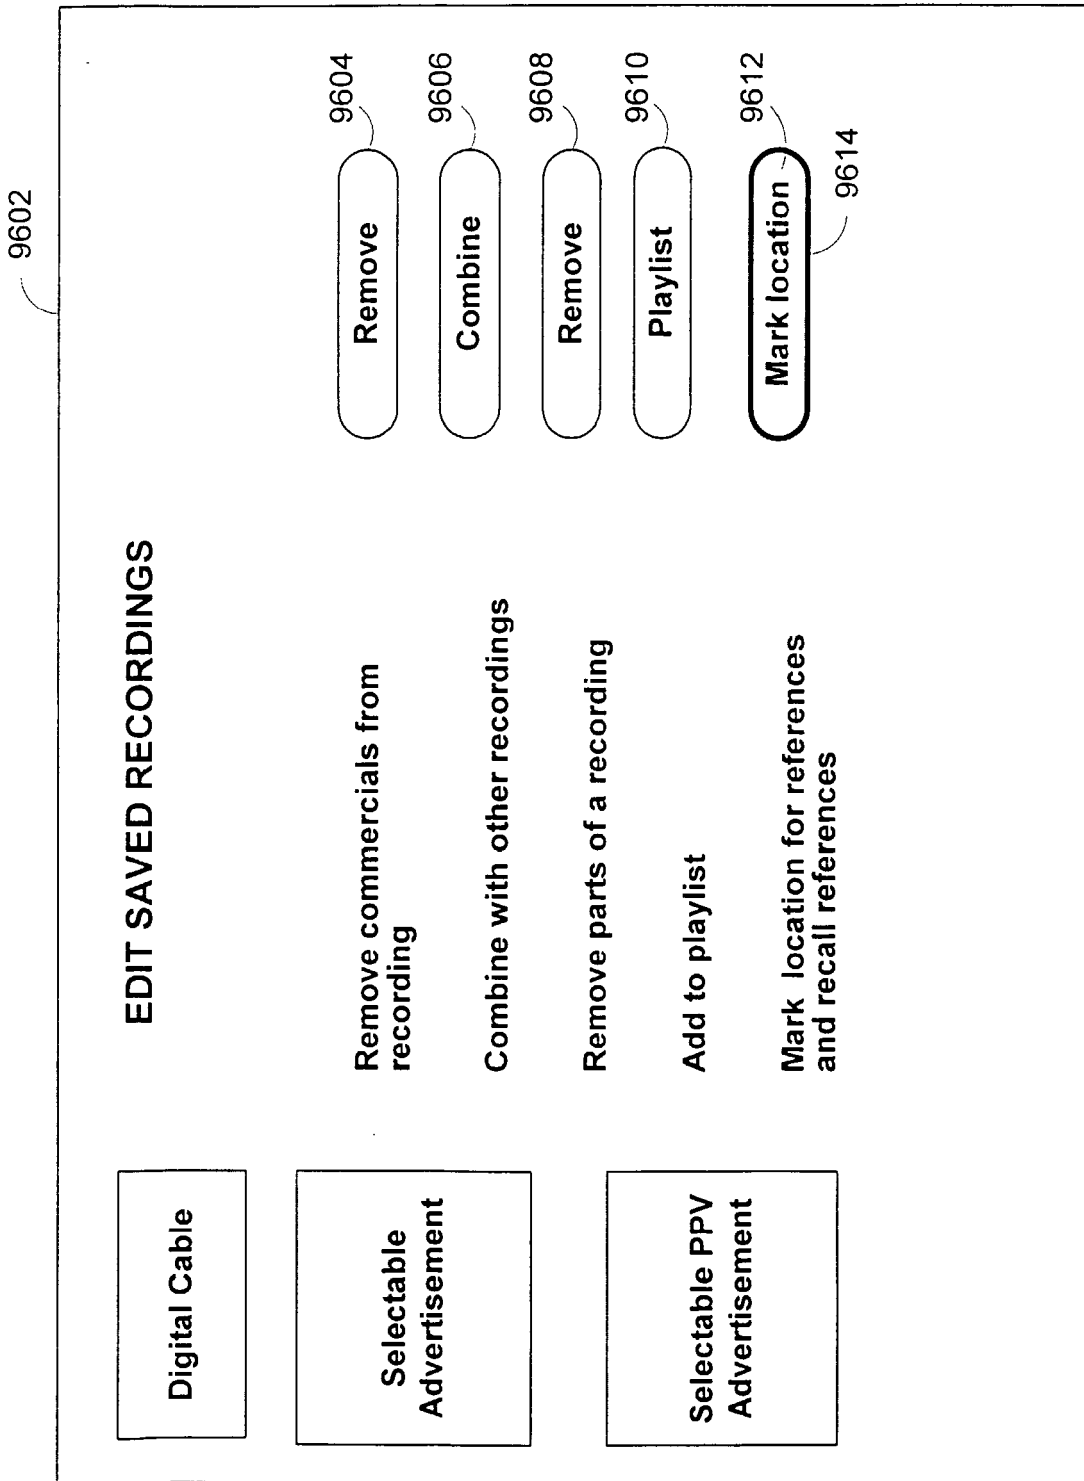 9602
EDIT SAVED RECORDINGS
Digital Cable
Selectable
Advertisement
Selectable PPV
Advertisement
Remove commercials from
recording
Remove
9604
Combine with other recordings
Combine
9606
Remove parts of a recording
Remove
9608
Add to playlist
Playlist
9610
Mark location for references
and recall references
Mark location
9612
9614